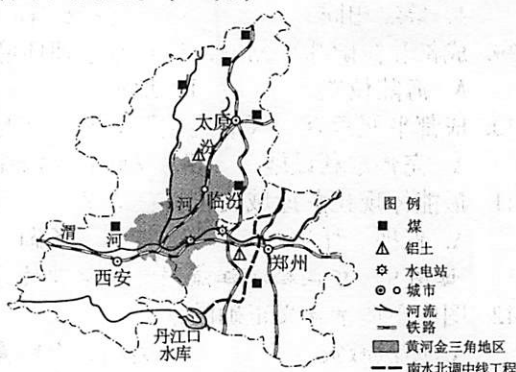 太原
汾
河
临汾
渭
河
西安
郑州
丹江口
水库
图 例
煤
铝土
水电站
城市
河流
铁路
黄河金三角地区
南水北调中线工程